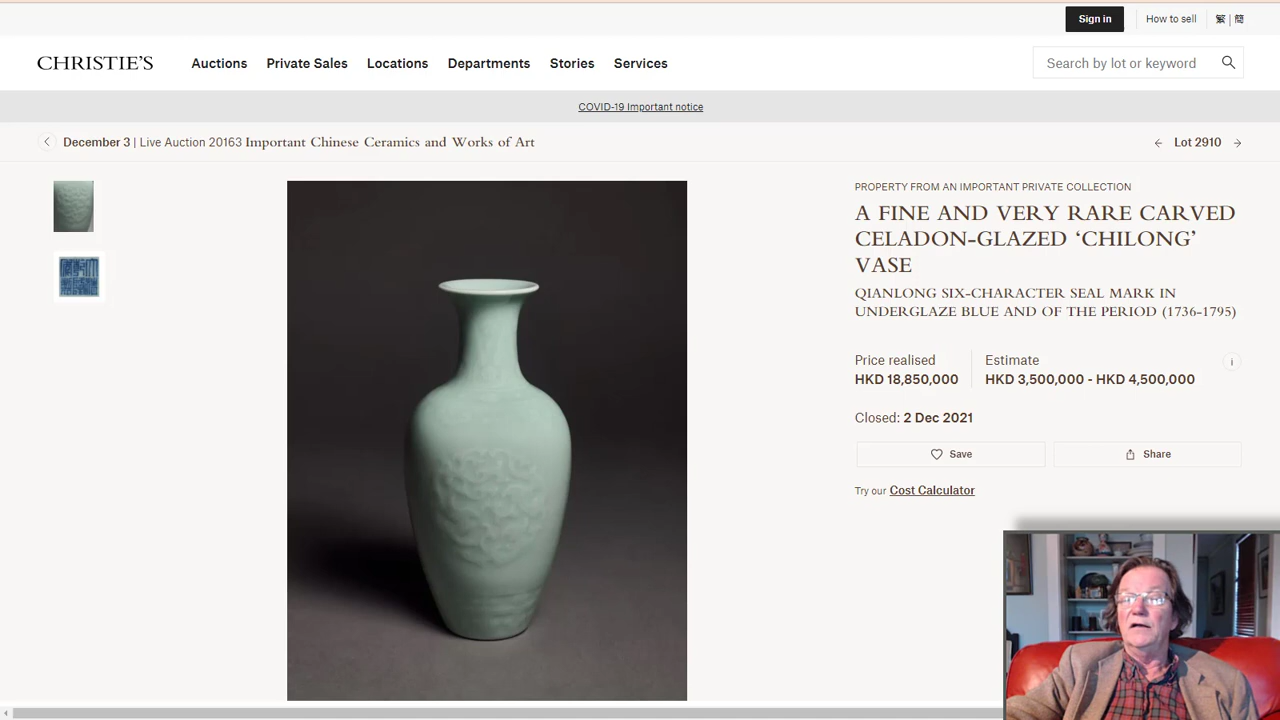 Sign in
How to sell
繁 | 簡
CHRISTIE'S
Auctions
Private Sales
Locations
Departments
Stories
Services
Search by lot or keyword
COVID-19 Important notice
December 3 | Live Auction 20163 Important Chinese Ceramics and Works of Art
Lot 2910
PROPERTY FROM AN IMPORTANT PRIVATE COLLECTION
A FINE AND VERY RARE CARVED
CELADON-GLAZED ‘CHILONG’
VASE
QIANLONG SIX-CHARACTER SEAL MARK IN
UNDERGLAZE BLUE AND OF THE PERIOD (1736-1795)
Price realised
HKD 18,850,000
Estimate
HKD 3,500,000 - HKD 4,500,000
i
Closed: 2 Dec 2021
Save
Share
Try our Cost Calculator